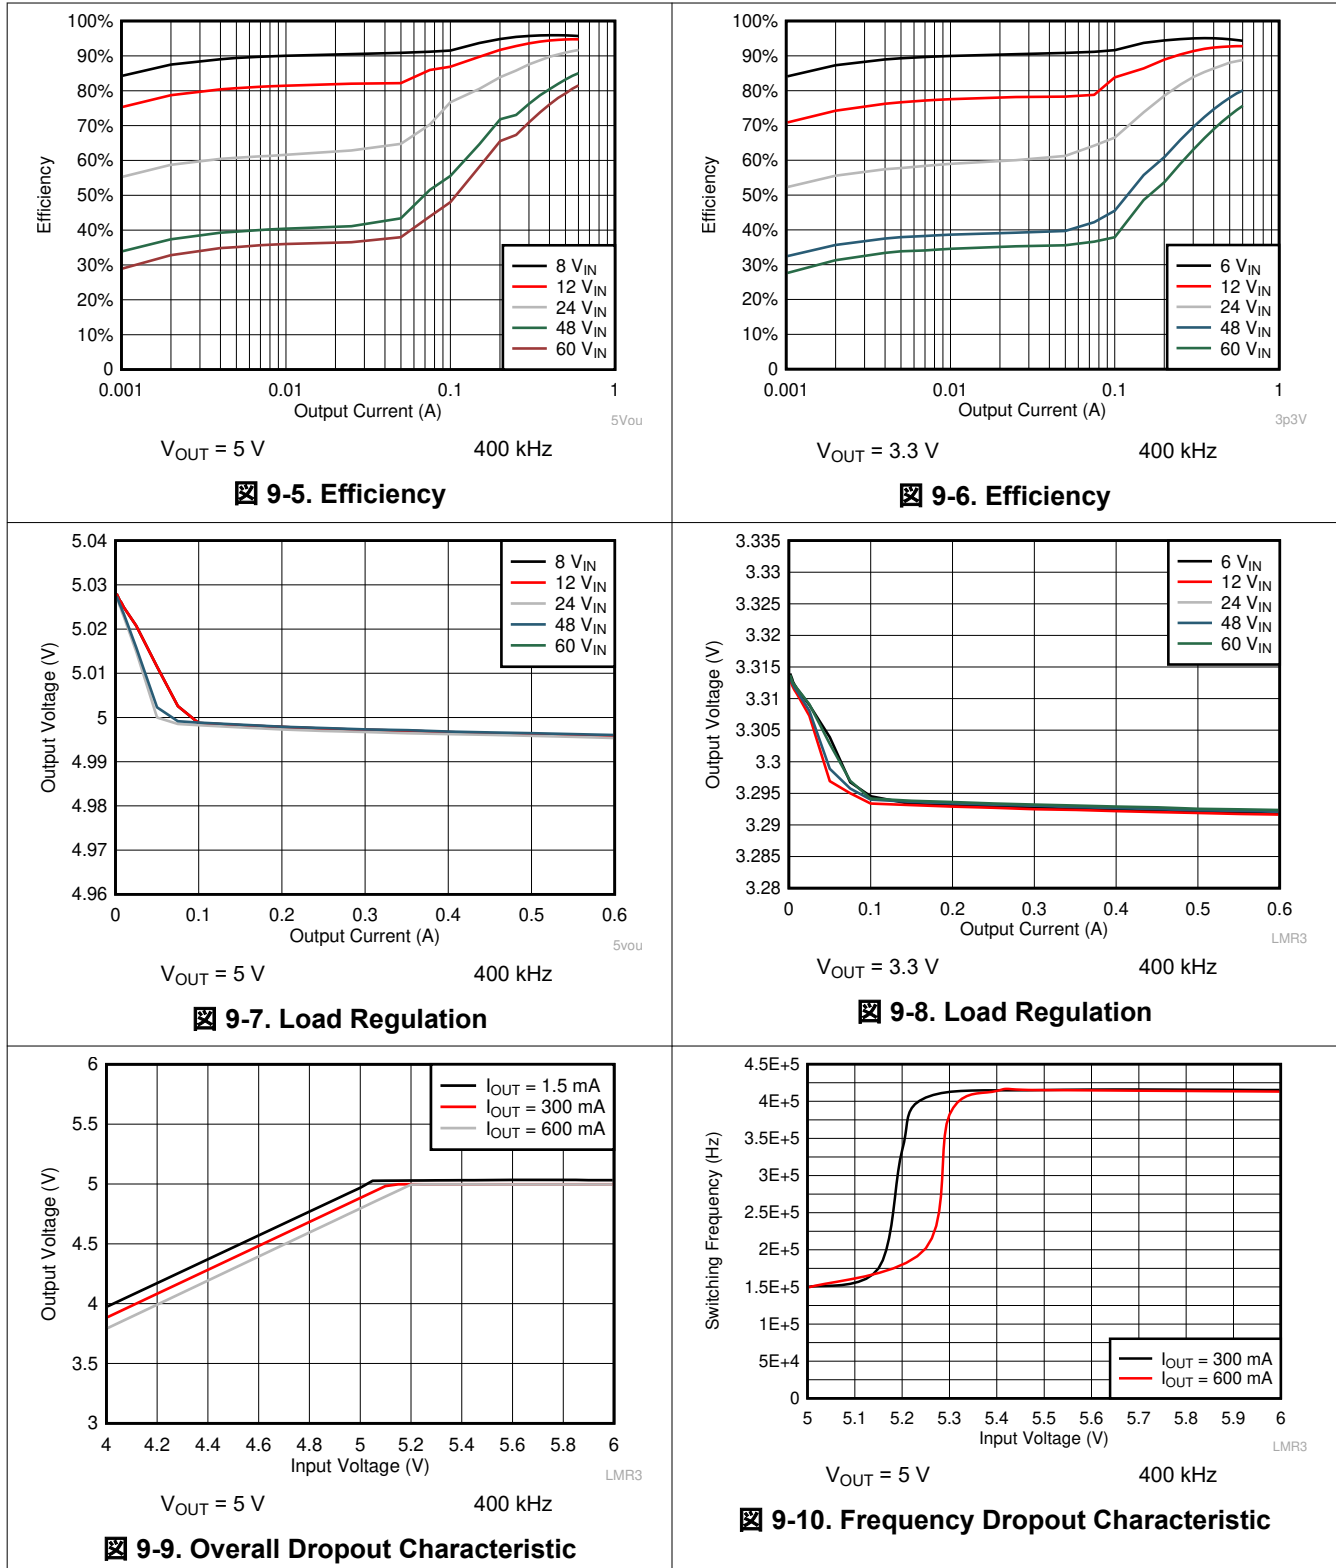 100%
90%
80%
70%
60%
50%
40%
30%
20%
10%
0
Efficiency
8 VIN
12 VIN
24 VIN
48 VIN
60 VIN
0.001 0.01 0.1 1
Output Current (A)
5Vou
VOUT = 5 V 400 kHz
図 9-5. Efficiency
100%
90%
80%
70%
60%
50%
40%
30%
20%
10%
0
Efficiency
6 VIN
12 VIN
24 VIN
48 VIN
60 VIN
0.001 0.01 0.1 1
Output Current (A)
3p3V
VOUT = 3.3 V 400 kHz
図 9-6. Efficiency
5.04
5.03
5.02
5.01
5
4.99
4.98
4.97
4.96
Output Voltage (V)
8 VIN
12 VIN
24 VIN
48 VIN
60 VIN
0 0.1 0.2 0.3 0.4 0.5 0.6
Output Current (A)
5vou
VOUT = 5 V 400 kHz
図 9-7. Load Regulation
3.335
3.33
3.325
3.32
3.315
3.31
3.305
3.3
3.295
3.29
3.285
3.28
Output Voltage (V)
6 VIN
12 VIN
24 VIN
48 VIN
60 VIN
0 0.1 0.2 0.3 0.4 0.5 0.6
Output Current (A)
LMR3
VOUT = 3.3 V 400 kHz
図 9-8. Load Regulation
6
5.5
5
4.5
4
3.5
3
Output Voltage (V)
IOUT = 1.5 mA
IOUT = 300 mA
IOUT = 600 mA
4 4.2 4.4 4.6 4.8 5 5.2 5.4 5.6 5.8 6
Input Voltage (V)
LMR3
VOUT = 5 V 400 kHz
図 9-9. Overall Dropout Characteristic
4.5E+5
4E+5
3.5E+5
3E+5
2.5E+5
2E+5
1.5E+5
1E+5
5E+4
0
Switching Frequency (Hz)
IOUT = 300 mA
IOUT = 600 mA
5 5.1 5.2 5.3 5.4 5.5 5.6 5.7 5.8 5.9 6
Input Voltage (V)
LMR3
VOUT = 5 V 400 kHz
図 9-10. Frequency Dropout Characteristic